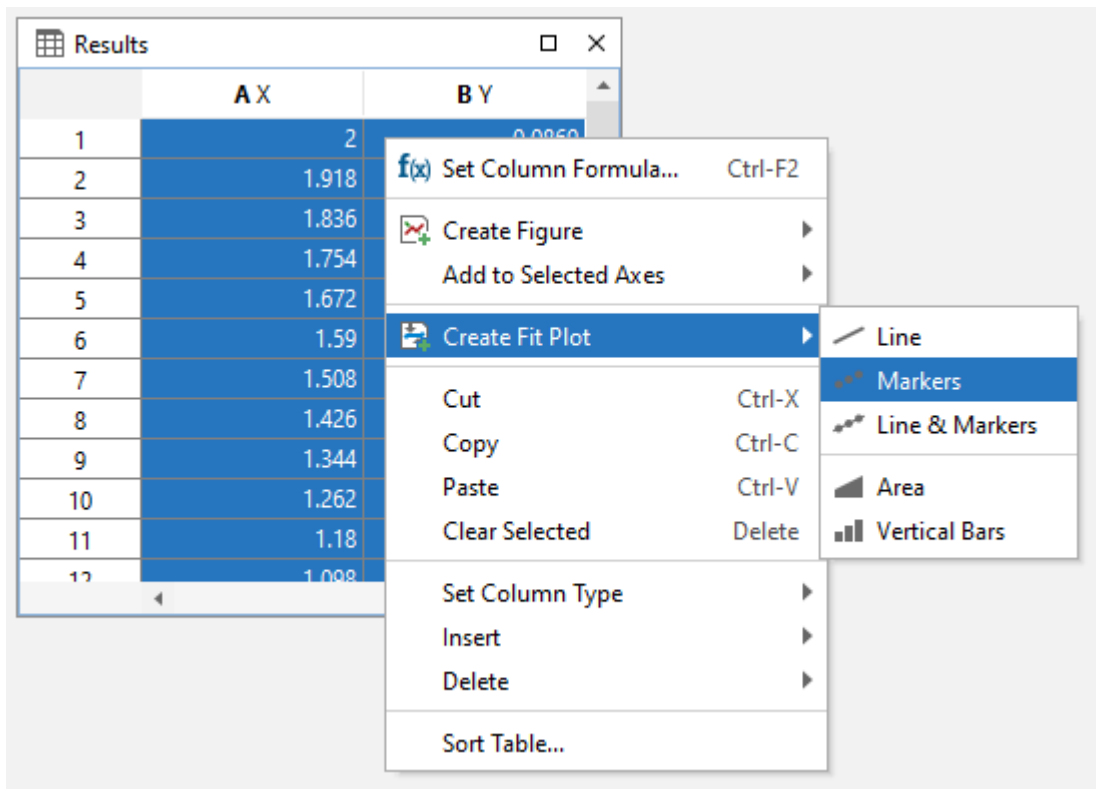 Results
A X B Y
1 2
2 1.918
3 1.836
4 1.754
5 1.672
6 1.59
7 1.508
8 1.426
9 1.344
10 1.262
11 1.18
12 1.098
f(x) Set Column Formula... Ctrl-F2
Create Figure
Add to Selected Axes
Create Fit Plot
Cut Ctrl-X
Copy Ctrl-C
Paste Ctrl-V
Clear Selected Delete
Set Column Type
Insert
Delete
Sort Table...
Line
Markers
Line & Markers
Area
Vertical Bars